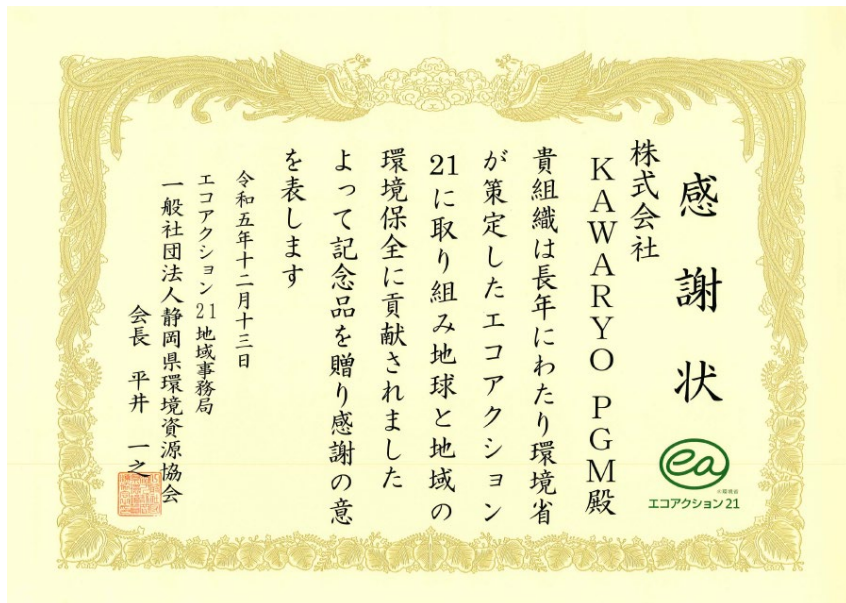 感謝状
株式会社
KAWARYO PGM殿
貴組織は長年にわたり環境省
が策定したエコアクション
21に取り組み地球と地域の
環境保全に貢献されました
よって記念品を贈り感謝の意
を表します
令和五年十二月十三日
エコアクション21地域事務局
一般社団法人静岡県環境資源協会
会長 平井 一之
ea
エコアクション21